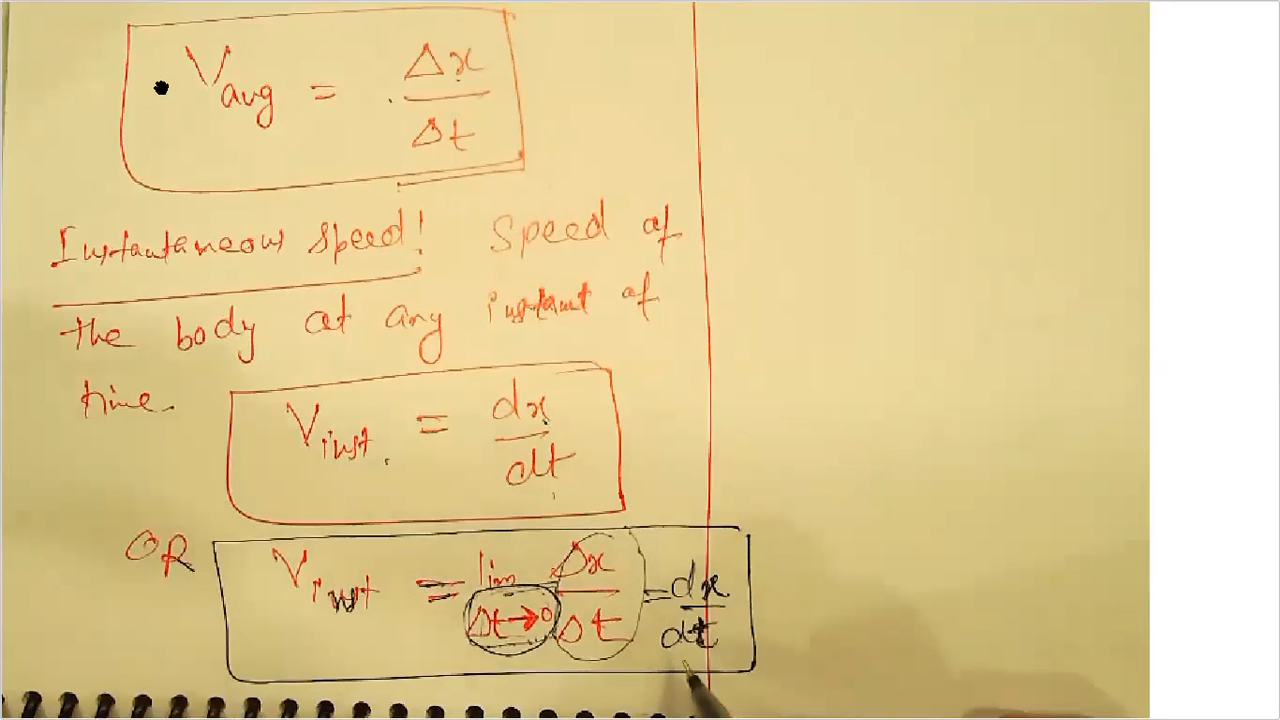 Vavg = Δx/Δt
Instantaneous speed! Speed of
the body at any instant of
time.
Vinst. = dx/dt
OR Vinst = lim Δt→0 Δx/Δt = dx/dt